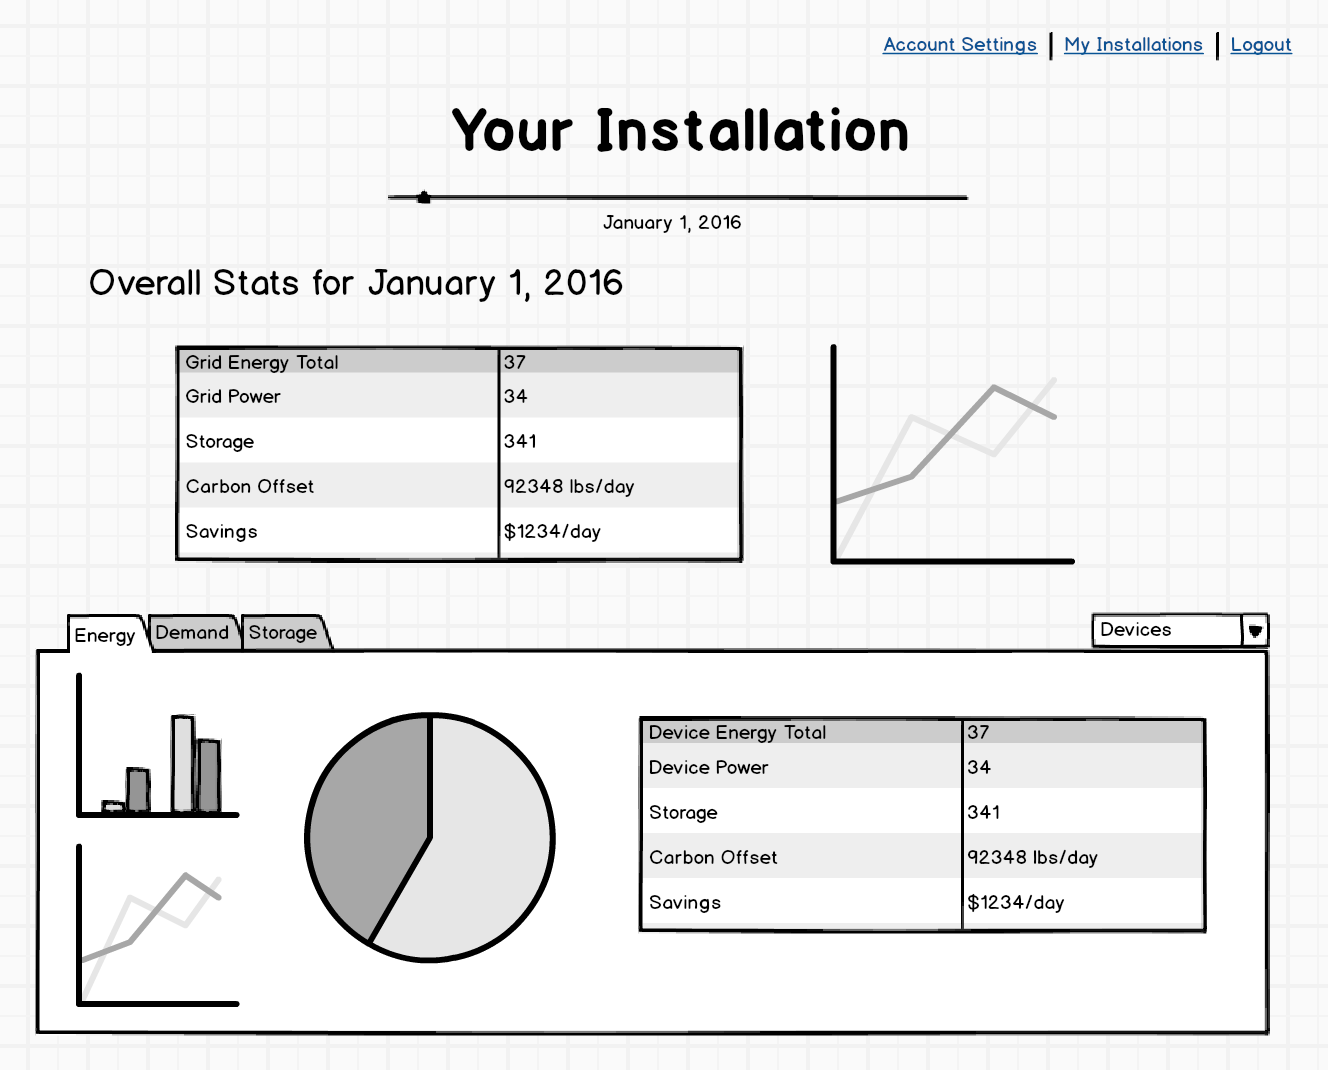 Account Settings My Installations Logout
Your Installation
January 1, 2016
Overall Stats for January 1, 2016
Grid Energy Total 37
Grid Power 34
Storage 341
Carbon Offset 92348 lbs/day
Savings $1234/day
Energy Demand Storage Devices
Device Energy Total 37
Device Power 34
Storage 341
Carbon Offset 92348 lbs/day
Savings $1234/day